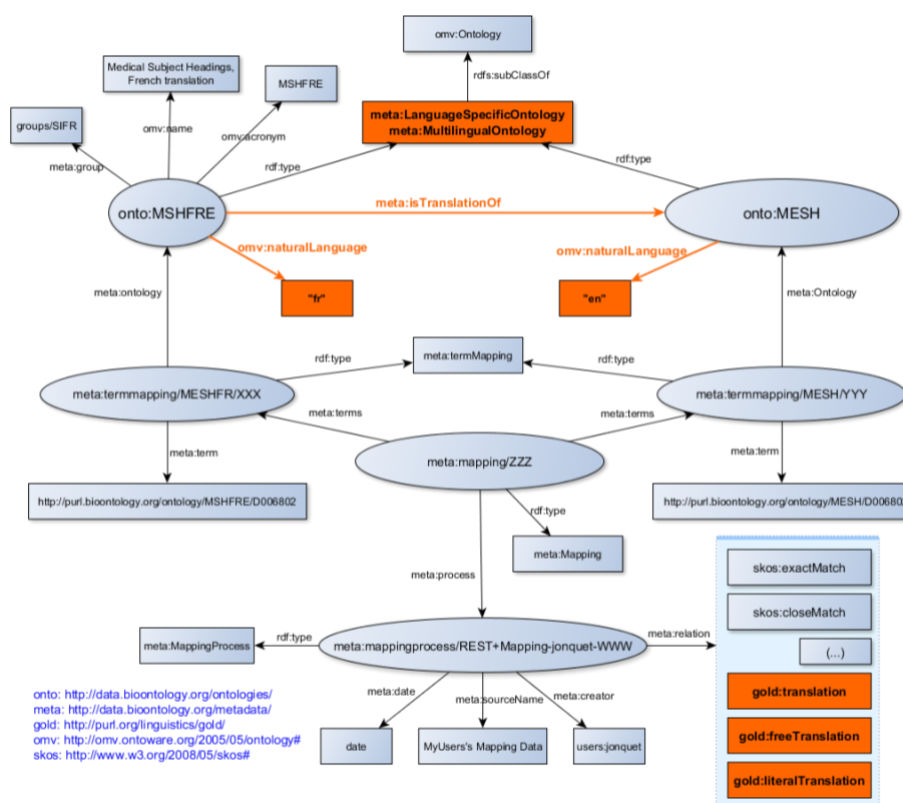 omv:Ontology
rdfs:subClassOf
Medical Subject Headings,
French translation
MSHFRE
groups/SIFR
omv:name
omv:acronym
meta:group
meta:LanguageSpecificOntology
meta:MultilingualOntology
rdf:type
rdf:type
onto:MSHFRE
meta:isTranslationOf
onto:MESH
omv:naturalLanguage
omv:naturalLanguage
"fr"
"en"
meta:ontology
meta:Ontology
rdf:type
meta:termMapping
rdf:type
meta:termmapping/MESHFR/XXX
meta:termmapping/MESH/YYY
meta:terms
meta:terms
meta:term
meta:mapping/ZZZ
meta:term
http://purl.bioontology.org/ontology/MSHFRE/D006802
http://purl.bioontology.org/ontology/MESH/D00680
rdf:type
meta:Mapping
meta:process
skos:exactMatch
skos:closeMatch
(...)
gold:translation
gold:freeTranslation
gold:literalTranslation
meta:MappingProcess
rdf:type
meta:mappingprocess/REST+Mapping-jonquet-WWW
meta:relation
meta:date
meta:sourceName
meta:creator
date
MyUsers's Mapping Data
users:jonquet
onto: http://data.bioontology.org/ontologies/
meta: http://data.bioontology.org/metadata/
gold: http://purl.org/linguistics/gold/
omv: http://omv.ontoware.org/2005/05/ontology#
skos: http://www.w3.org/2008/05/skos#